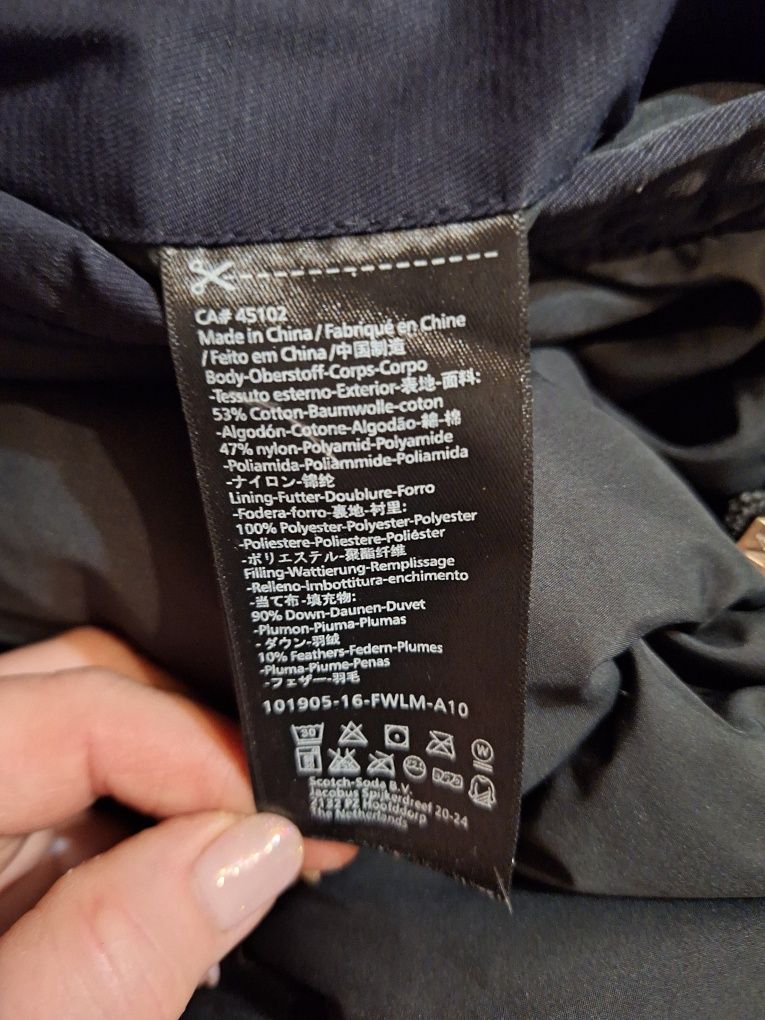 CA# 45102
Made in China / Fabriqué en Chine
/ Feito em China /中国制造
Body-Oberstoff-Corps-Corpo
-Tessuto esterno-Exterior-表地-面料:
53% Cotton-Baumwolle-coton
-Algodón-Cotone-Algodão-綿-棉
47% nylon-Polyamid-Polyamide
-Poliamida-Poliammide-Poliamida
-ナイロン-锦纶
Lining-Futter-Doublure-Forro
-Fodera-forro-裏地-衬里:
100% Polyester-Polyester-Polyester
-Poliestere-Poliestere-Poliéster
-ポリエステル-聚酯纤维
Filling-Wattierung-Remplissage
-Relleno-Imbottitura-enchimento
-当て布-填充物:
90% Down-Daunen-Duvet
-Plumon-Piuma-Plumas
-ダウン-羽绒
10% Feathers-Federn-Plumes
-Pluma-Piume-Penas
-フェザー-羽毛
101905-16-FWLM-A10
30
W
Scotch-Soda B.V.
Jacobus Spijkerdreef 20-24
2132 PZ Hoofddorp
The Netherlands